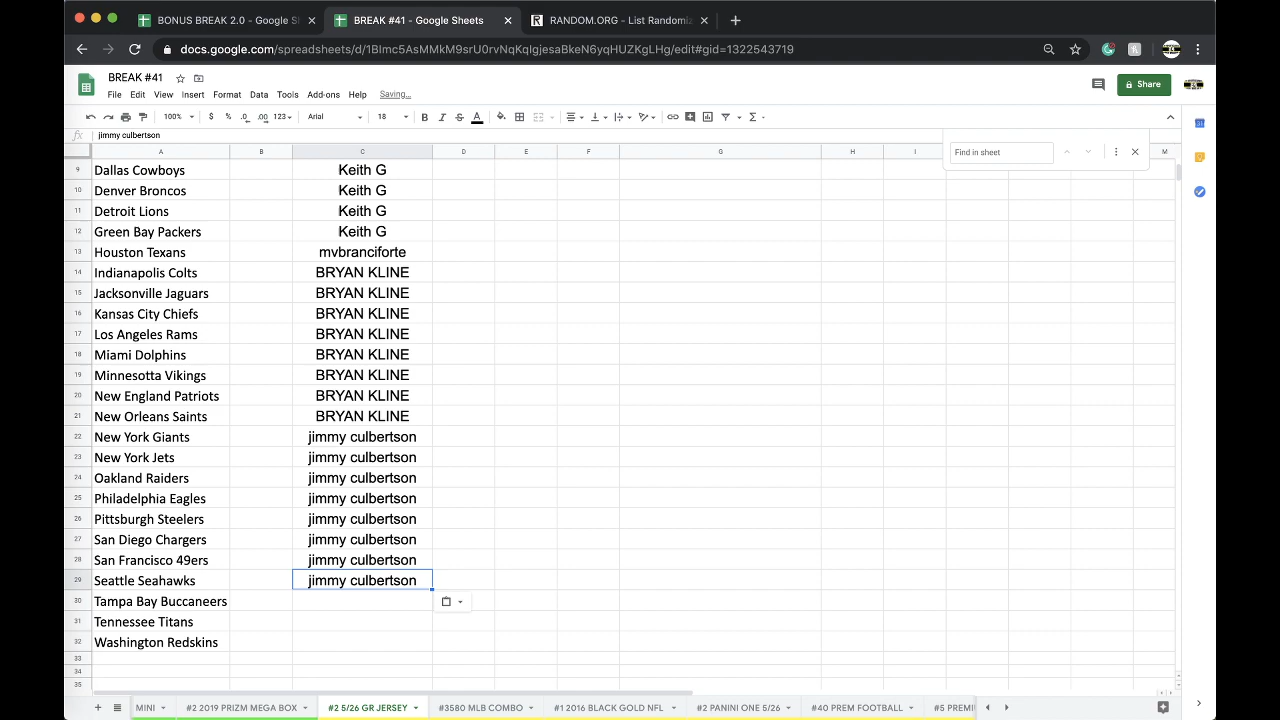 BONUS BREAK 2.0 - Google S
BREAK #41 - Google Sheets
RANDOM.ORG - List Randomiz
docs.google.com/spreadsheets/d/1BImc5AsMMkM9srU0rvNqKqIgjesaBkeN6yqHUZKgLHg/edit#gid=1322543719
BREAK #41
File Edit View Insert Format Data Tools Add-ons Help Saving...
Share
100% $ % .0 .00 123 Arial 18 B I S A
fx jimmy culbertson
Find in sheet
A B C D E F G H I M
9 Dallas Cowboys Keith G
10 Denver Broncos Keith G
11 Detroit Lions Keith G
12 Green Bay Packers Keith G
13 Houston Texans mvbranciforte
14 Indianapolis Colts BRYAN KLINE
15 Jacksonville Jaguars BRYAN KLINE
16 Kansas City Chiefs BRYAN KLINE
17 Los Angeles Rams BRYAN KLINE
18 Miami Dolphins BRYAN KLINE
19 Minnesotta Vikings BRYAN KLINE
20 New England Patriots BRYAN KLINE
21 New Orleans Saints BRYAN KLINE
22 New York Giants jimmy culbertson
23 New York Jets jimmy culbertson
24 Oakland Raiders jimmy culbertson
25 Philadelphia Eagles jimmy culbertson
26 Pittsburgh Steelers jimmy culbertson
27 San Diego Chargers jimmy culbertson
28 San Francisco 49ers jimmy culbertson
29 Seattle Seahawks jimmy culbertson
30 Tampa Bay Buccaneers
31 Tennessee Titans
32 Washington Redskins
33
34
35
MINI #2 2019 PRIZM MEGA BOX #2 5/26 GR JERSEY #3580 MLB COMBO #1 2016 BLACK GOLD NFL #2 PANINI ONE 5/26 #40 PREM FOOTBALL #5 PREMI